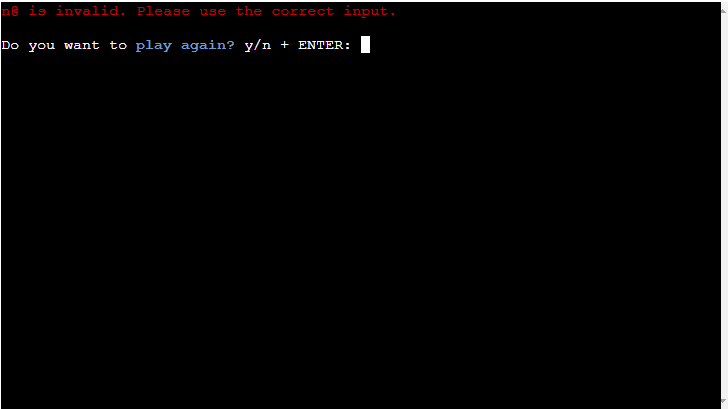 n@ is invalid. Please use the correct input.
Do you want to play again? y/n + ENTER: